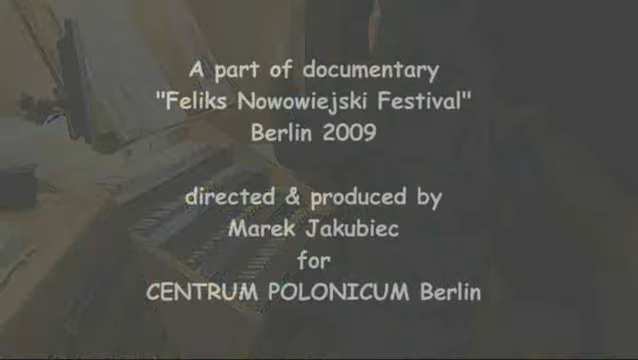 A part of documentary
"Feliks Nowowiejski Festival"
Berlin 2009
directed & produced by
Marek Jakubiec
for
CENTRUM POLONICUM Berlin